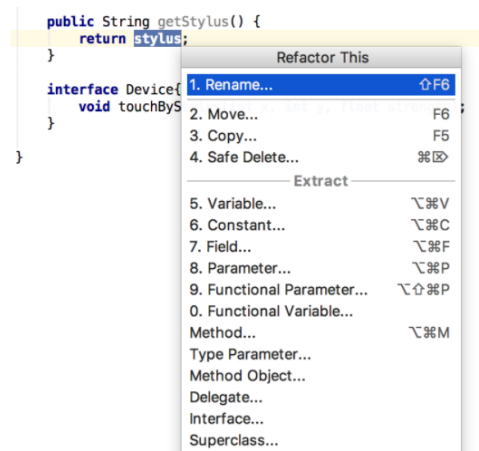 public String getStylus() {
return stylus;
}
interface Device{
void touchByS
;
}
}
Refactor This
1. Rename... ⇧F6
2. Move... F6
3. Copy... F5
4. Safe Delete... ⌘⌦
Extract
5. Variable... ⌥⌘V
6. Constant... ⌥⌘C
7. Field... ⌥⌘F
8. Parameter... ⌥⌘P
9. Functional Parameter... ⌥⇧⌘P
0. Functional Variable...
Method... ⌥⌘M
Type Parameter...
Method Object...
Delegate...
Interface...
Superclass...